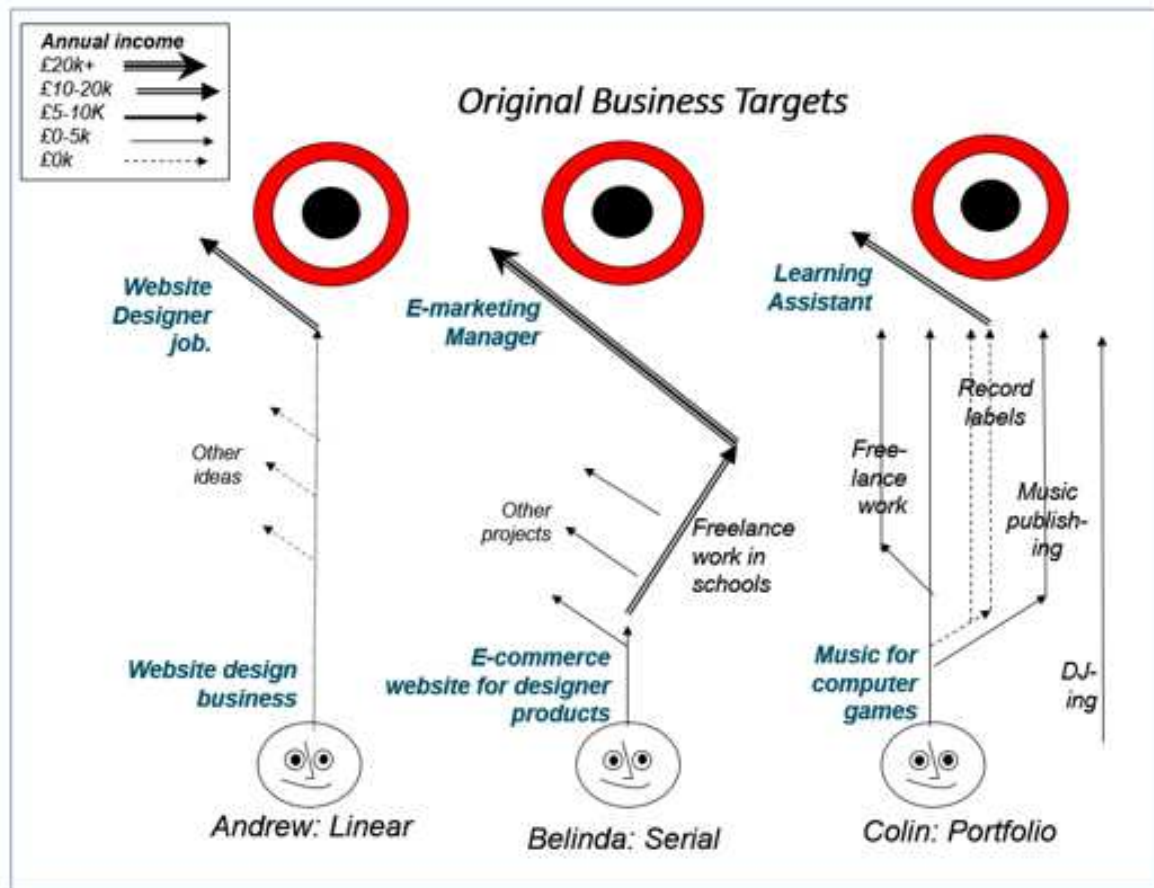 Annual income
£20k+
£10-20k
£5-10K
£0-5k
£0k
Original Business Targets
Website
Designer
job.
E-marketing
Manager
Learning
Assistant
Other
ideas
Other
projects
Freelance
work in
schools
Record
labels
Free-
lance
work
Music
publish-
ing
Website design
business
E-commerce
website for designer
products
Music for
computer
games
DJ-
ing
Andrew: Linear
Belinda: Serial
Colin: Portfolio